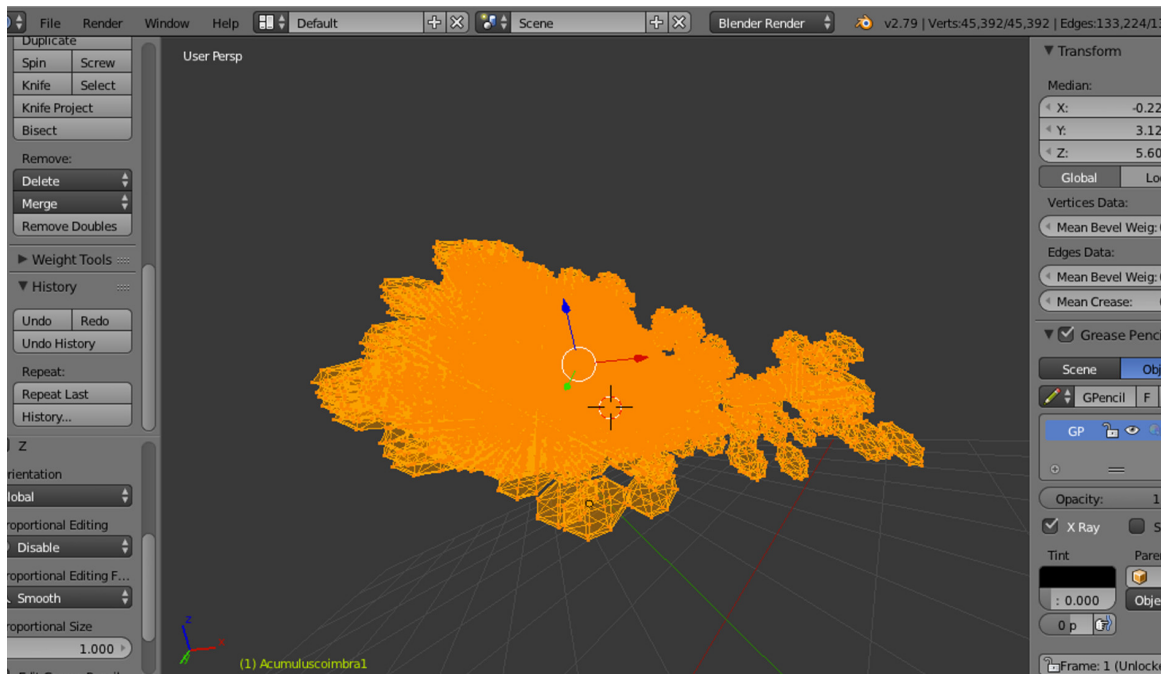 File Render Window Help Default Scene Blender Render v2.79 | Verts:45,392/45,392 | Edges:133,224/1
Duplicate
Spin Screw
Knife Select
Knife Project
Bisect
Remove:
Delete
Merge
Remove Doubles
Weight Tools
History
Undo Redo
Undo History
Repeat:
Repeat Last
History...
Z
rientation
lobal
roportional Editing
Disable
roportional Editing F...
Smooth
roportional Size
1.000
User Persp
z
x
y
(1) Acumuluscoimbra1
Transform
Median:
X: -0.22
Y: 3.12
Z: 5.60
Global Lo
Vertices Data:
Mean Bevel Weig:
Edges Data:
Mean Bevel Weig:
Mean Crease:
Grease Penci
Scene Obj
GPencil F
GP
Opacity: 1
X Ray S
Tint Pare
: 0.000 Obje
0 p
Frame: 1 (Unlocke